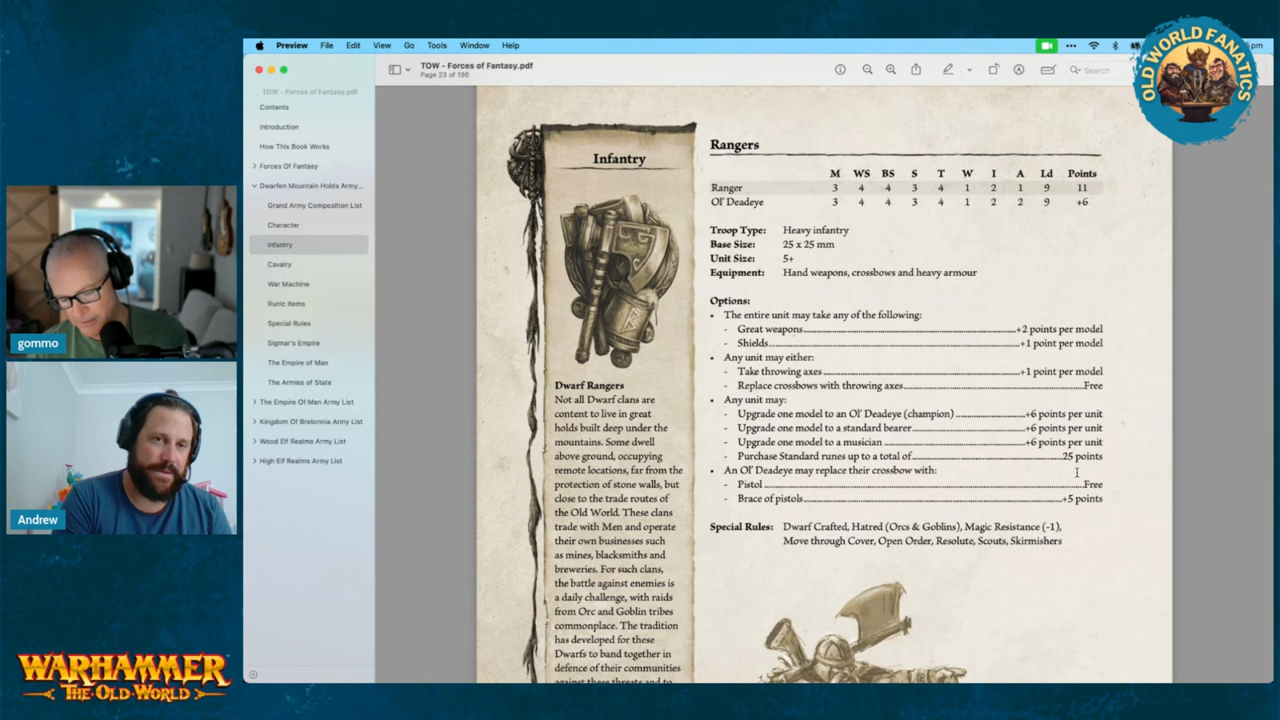 Preview File Edit View Go Tools Window Help
pm
TOW - Forces of Fantasy.pdf
Page 23 of 196
Search
OLD WORLD FANATICS
TOW - Forces of Fantasy.pdf
Contents
Introduction
How This Book Works
Forces Of Fantasy
Dwarfen Mountain Holds Army...
Grand Army Composition List
Character
Infantry
Cavalry
War Machine
Runic Items
Special Rules
Sigmar's Empire
The Empire of Man
The Armies of State
The Empire Of Man Army List
Kingdom Of Bretonnia Army List
Wood Elf Realms Army List
High Elf Realms Army List
gommo
Andrew
WARHAMMER
THE OLD WORLD
Infantry
Dwarf Rangers
Not all Dwarf clans are
content to live in great
holds built deep under the
mountains. Some dwell
above ground, occupying
remote locations, far from the
protection of stone walls, but
close to the trade routes of
the Old World. These clans
trade with Men and operate
their own businesses such
as mines, blacksmiths and
breweries. For such clans,
the battle against enemies is
a daily challenge, with raids
from Orc and Goblin tribes
commonplace. The tradition
has developed for these
Dwarfs to band together in
defence of their communities
against these threats and to
Rangers
M WS BS S T W I A Ld Points
Ranger 3 4 4 3 4 1 2 1 9 11
Ol' Deadeye 3 4 4 3 4 1 2 2 9 +6
Troop Type: Heavy infantry
Base Size: 25 x 25 mm
Unit Size: 5+
Equipment: Hand weapons, crossbows and heavy armour
Options:
• The entire unit may take any of the following:
- Great weapons...+2 points per model
- Shields...+1 point per model
• Any unit may either:
- Take throwing axes...+1 point per model
- Replace crossbows with throwing axes...Free
• Any unit may:
- Upgrade one model to an Ol' Deadeye (champion)...+6 points per unit
- Upgrade one model to a standard bearer...+6 points per unit
- Upgrade one model to a musician...+6 points per unit
- Purchase Standard runes up to a total of...25 points
• An Ol' Deadeye may replace their crossbow with:
- Pistol...Free
- Brace of pistols...+5 points
Special Rules: Dwarf Crafted, Hatred (Orcs & Goblins), Magic Resistance (-1),
Move through Cover, Open Order, Resolute, Scouts, Skirmishers